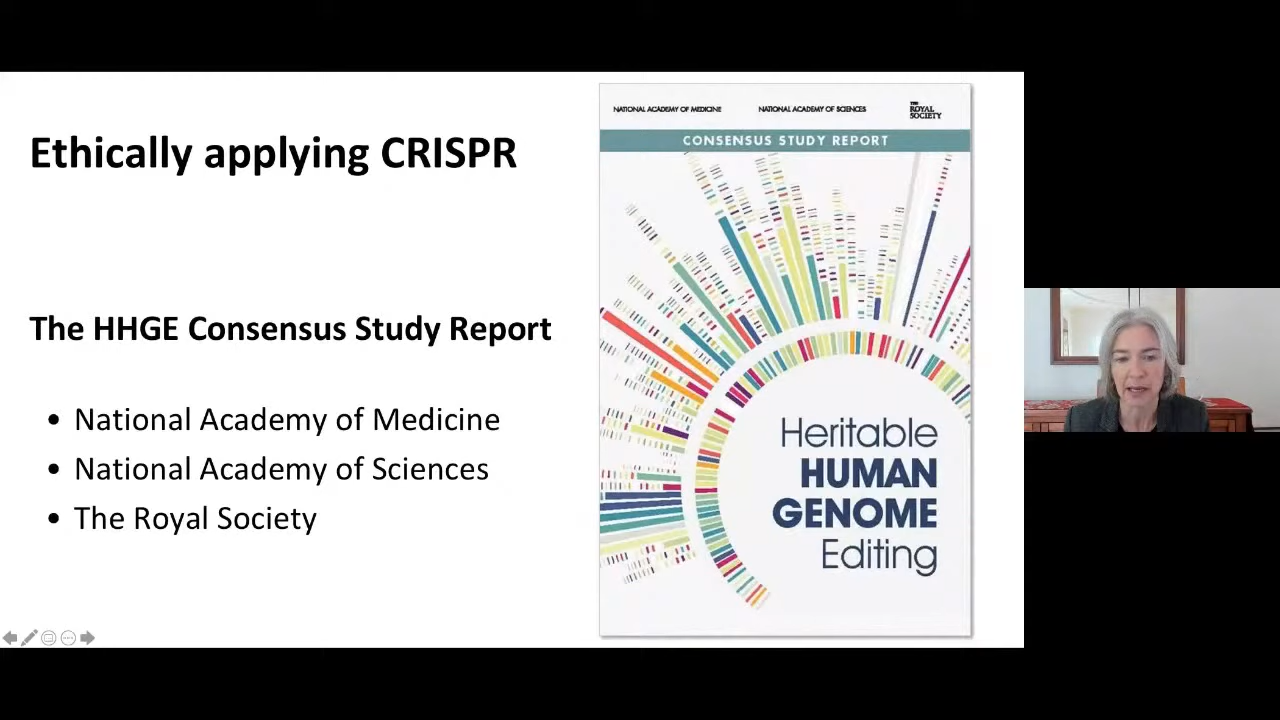 Ethically applying CRISPR
The HHGE Consensus Study Report
• National Academy of Medicine
• National Academy of Sciences
• The Royal Society
NATIONAL ACADEMY OF MEDICINE
NATIONAL ACADEMY OF SCIENCES
THE
ROYAL
SOCIETY
CONSENSUS STUDY REPORT
Heritable
HUMAN
GENOME
Editing